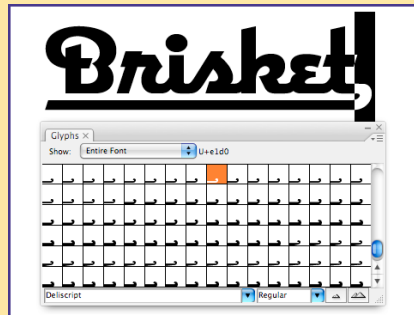 Brisket
Glyphs ×
Show: Entire Font U+e1d0
Deliscript Regular